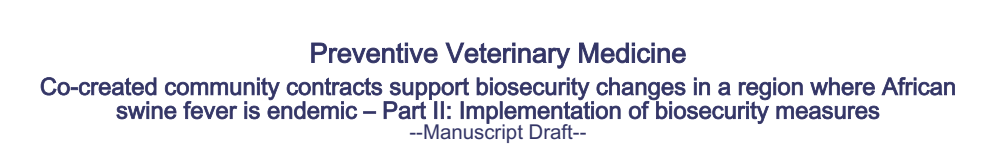 Preventive Veterinary Medicine
Co-created community contracts support biosecurity changes in a region where African
swine fever is endemic – Part II: Implementation of biosecurity measures
--Manuscript Draft--